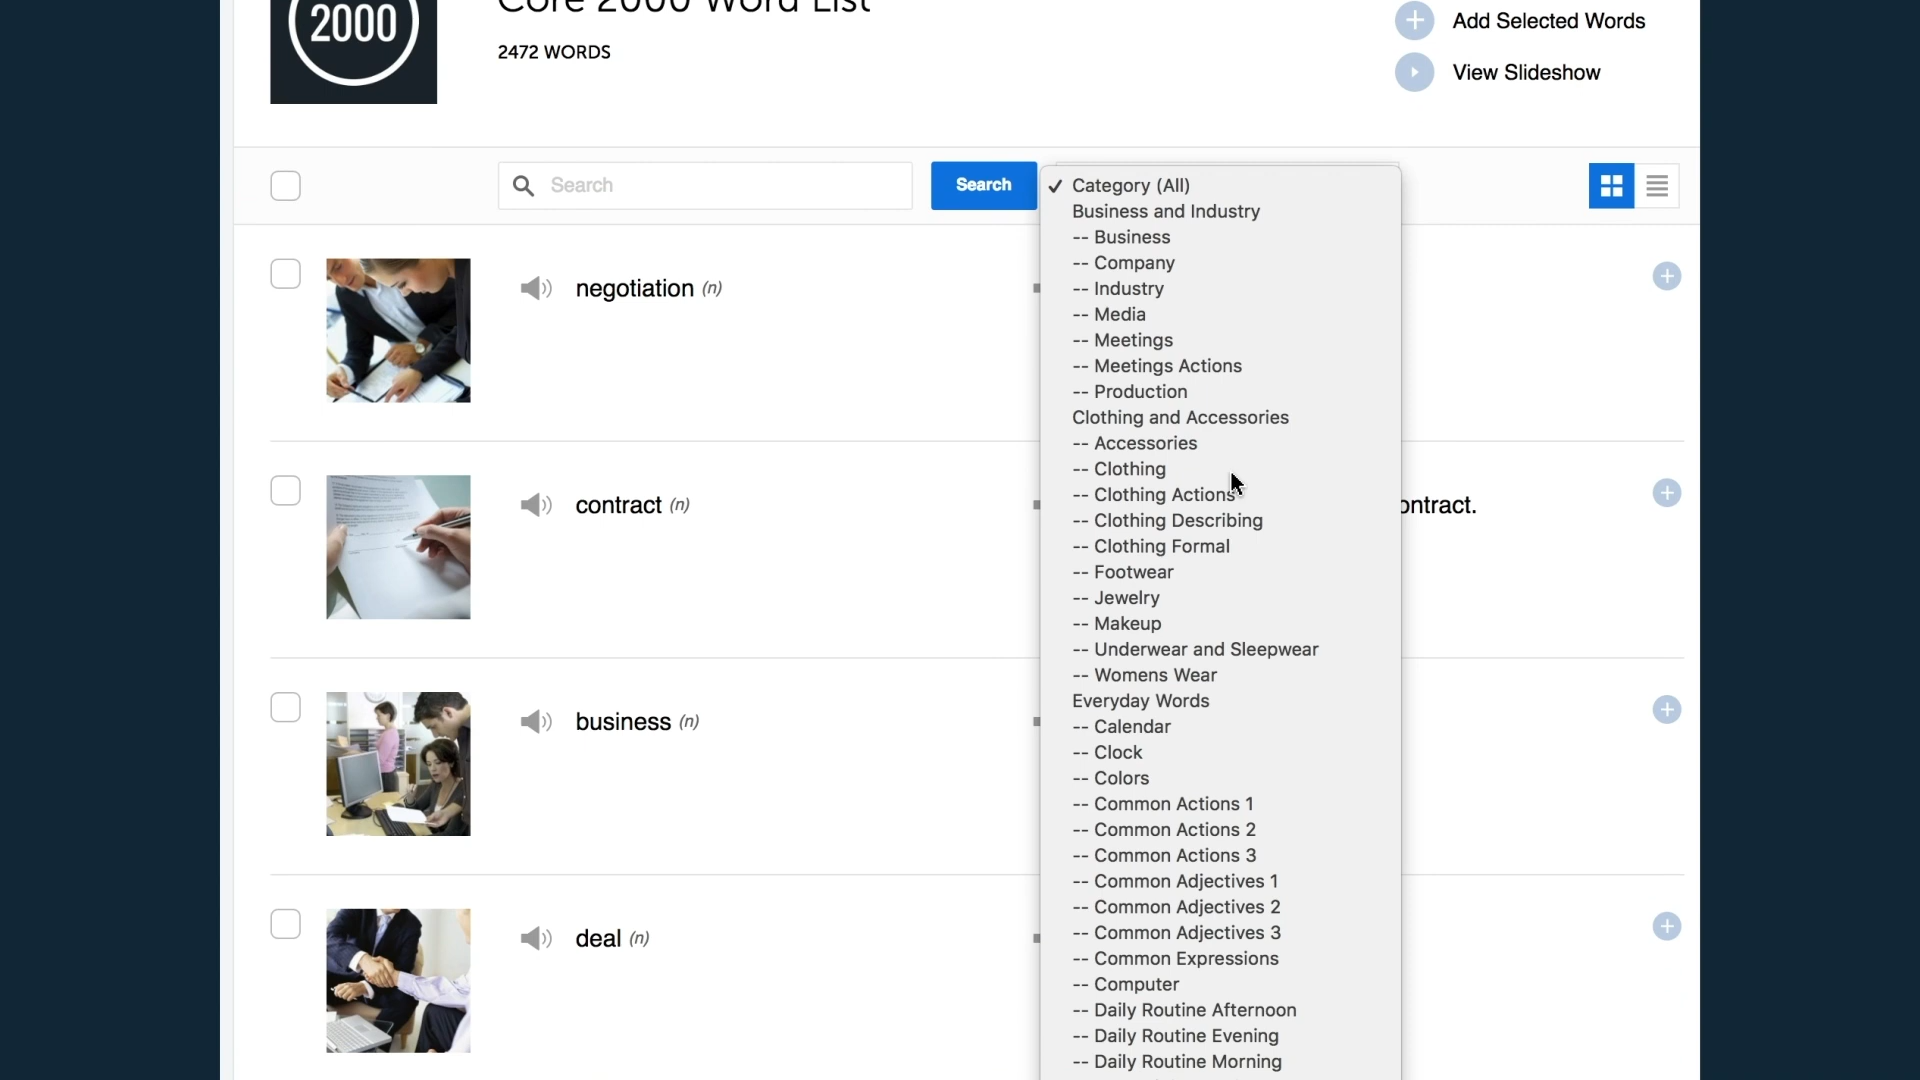 2000
Core 2000 Word List
2472 WORDS
Add Selected Words
View Slideshow
Search
Search
✓ Category (All)
Business and Industry
-- Business
-- Company
-- Industry
-- Media
-- Meetings
-- Meetings Actions
-- Production
Clothing and Accessories
-- Accessories
-- Clothing
-- Clothing Actions
-- Clothing Describing
-- Clothing Formal
-- Footwear
-- Jewelry
-- Makeup
-- Underwear and Sleepwear
-- Womens Wear
Everyday Words
-- Calendar
-- Clock
-- Colors
-- Common Actions 1
-- Common Actions 2
-- Common Actions 3
-- Common Adjectives 1
-- Common Adjectives 2
-- Common Adjectives 3
-- Common Expressions
-- Computer
-- Daily Routine Afternoon
-- Daily Routine Evening
-- Daily Routine Morning
negotiation (n)
contract (n)
ontract.
business (n)
deal (n)